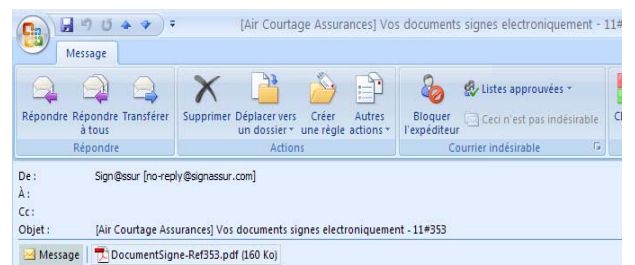 [Air Courtage Assurances] Vos documents signes electroniquement - 11#
Message
Répondre Répondre à tous Transférer
Supprimer Déplacer vers un dossier Créer une règle Autres actions
Bloquer l'expéditeur Listes approuvées
Ceci n'est pas indésirable
Répondre Actions Courrier indésirable
De : Sign@ssur [no-reply@signassur.com]
À :
Cc :
Objet : [Air Courtage Assurances] Vos documents signes electroniquement - 11#353
Message DocumentSigne-Ref353.pdf (160 Ko)